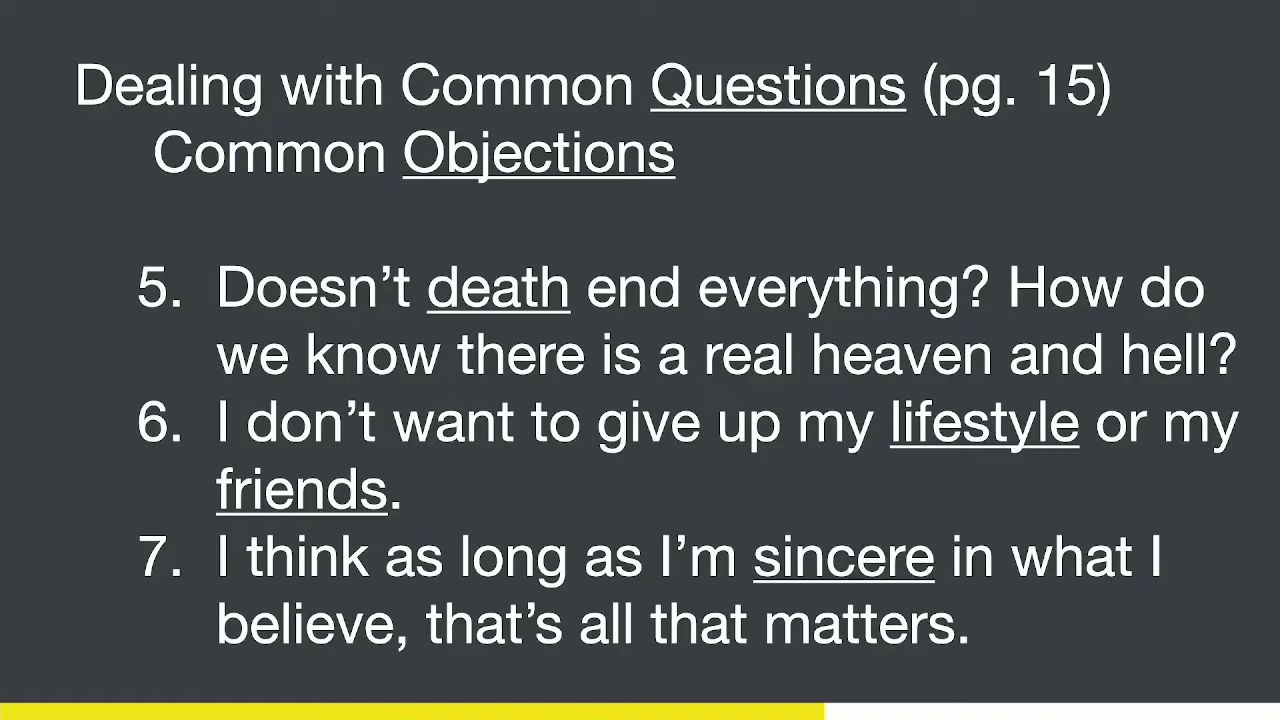 Dealing with Common Questions (pg. 15)
Common Objections
5. Doesn’t death end everything? How do
we know there is a real heaven and hell?
6. I don’t want to give up my lifestyle or my
friends.
7. I think as long as I’m sincere in what I
believe, that’s all that matters.